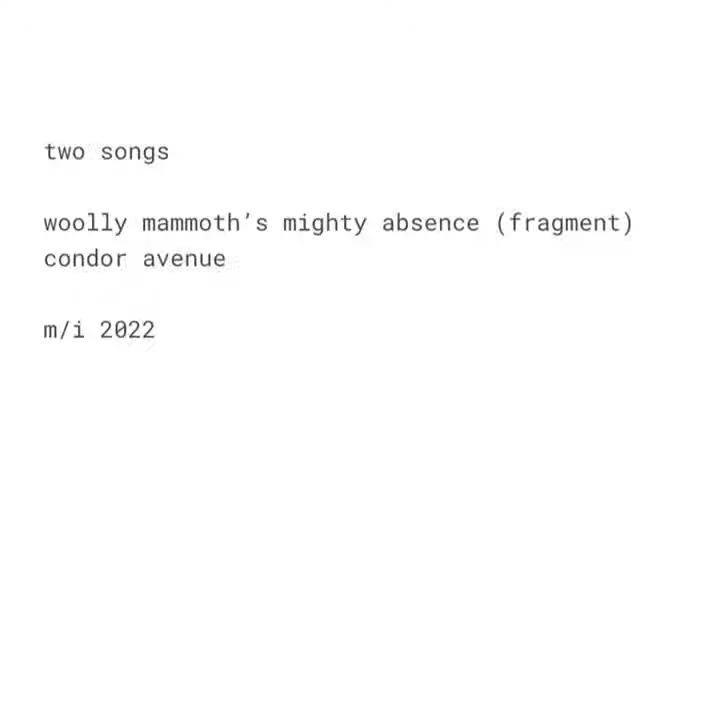 two songs
woolly mammoth’s mighty absence (fragment)
condor avenue
m/i 2022